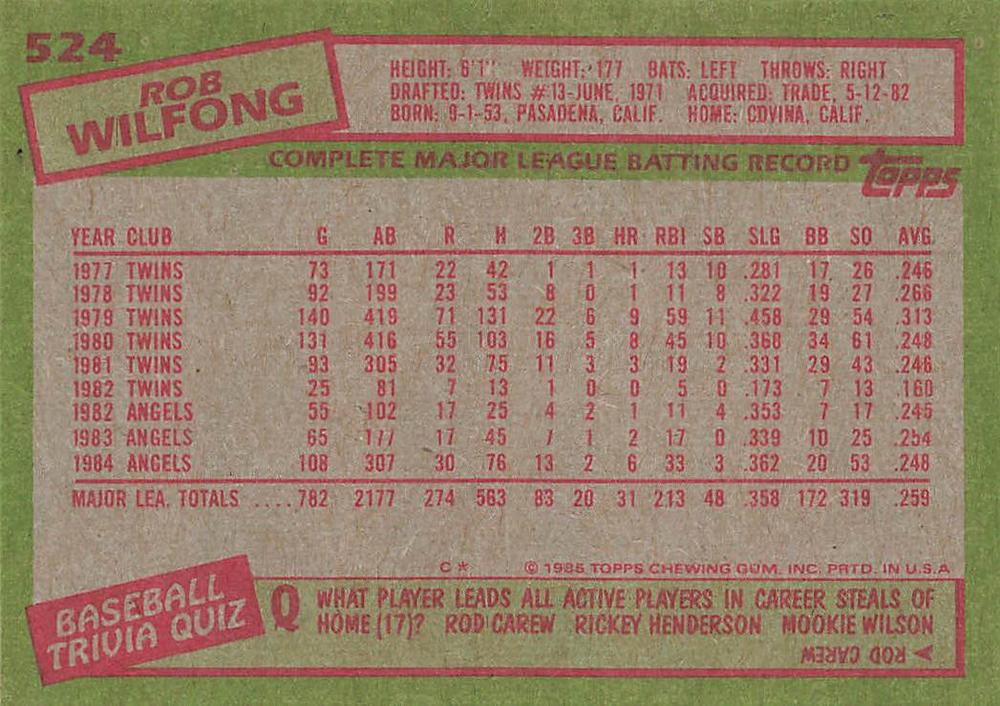 524
ROB
WILFONG
HEIGHT: 6'1" WEIGHT: 177 BATS: LEFT THROWS: RIGHT
DRAFTED: TWINS #13-JUNE, 1971 ACQUIRED: TRADE, 5-12-82
BORN: 9-1-53, PASADENA, CALIF. HOME: COVINA, CALIF.
COMPLETE MAJOR LEAGUE BATTING RECORD
topps
YEAR CLUB G AB R H 2B 3B HR RBI SB SLG BB SO AVG.
1977 TWINS 73 171 22 42 1 1 1 13 10 .281 17 26 .246
1978 TWINS 92 199 23 53 8 0 1 11 8 .322 19 27 .266
1979 TWINS 140 419 71 131 22 6 9 59 11 .458 29 54 .313
1980 TWINS 131 416 55 103 16 5 8 45 10 .368 34 61 .248
1981 TWINS 93 305 32 75 11 3 3 19 2 .331 29 43 .246
1982 TWINS 25 81 7 13 1 0 0 5 0 .173 7 13 .160
1982 ANGELS 55 102 17 25 4 2 1 11 4 .353 7 17 .245
1983 ANGELS 65 177 17 45 7 1 2 17 0 .339 10 25 .254
1984 ANGELS 108 307 30 76 13 2 6 33 3 .362 20 53 .248
MAJOR LEA. TOTALS ....782 2177 274 563 83 20 31 213 48 .358 172 319 .259
C* © 1985 TOPPS CHEWING GUM, INC. PRTD. IN U.S.A
BASEBALL
TRIVIA QUIZ
Q WHAT PLAYER LEADS ALL ACTIVE PLAYERS IN CAREER STEALS OF
HOME (17)? ROD CAREW RICKEY HENDERSON MOOKIE WILSON
ROD CAREW